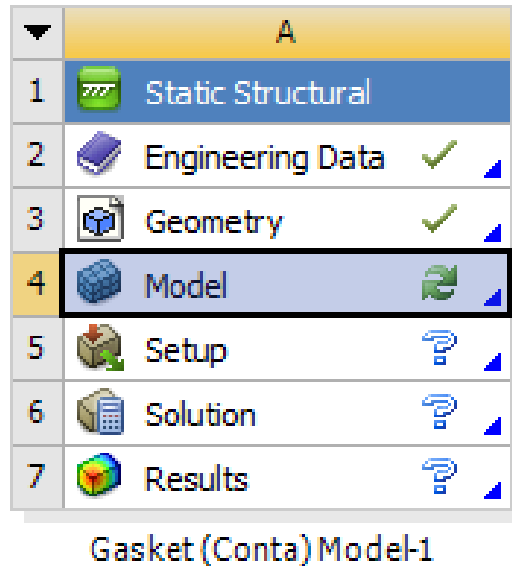 A
1 Static Structural
2 Engineering Data
3 Geometry
4 Model
5 Setup
6 Solution
7 Results
Gasket (Conta) Model-1